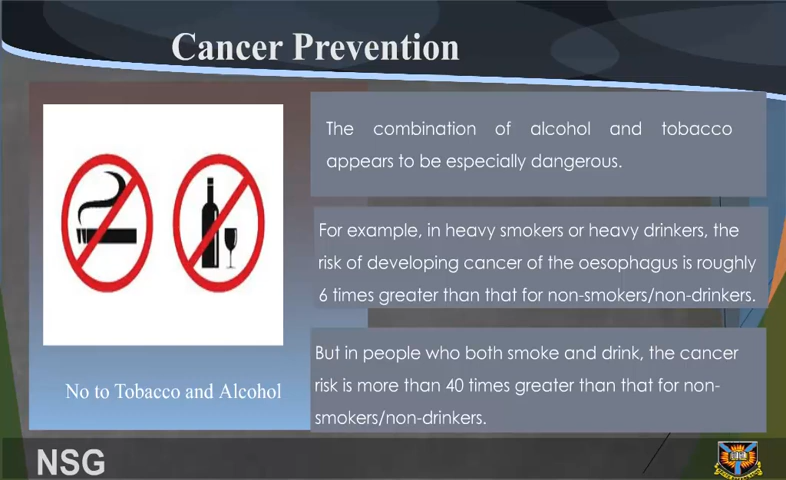 Cancer Prevention
The combination of alcohol and tobacco
appears to be especially dangerous.
For example, in heavy smokers or heavy drinkers, the
risk of developing cancer of the oesophagus is roughly
6 times greater than that for non-smokers/non-drinkers.
But in people who both smoke and drink, the cancer
risk is more than 40 times greater than that for non-
smokers/non-drinkers.
No to Tobacco and Alcohol
NSG